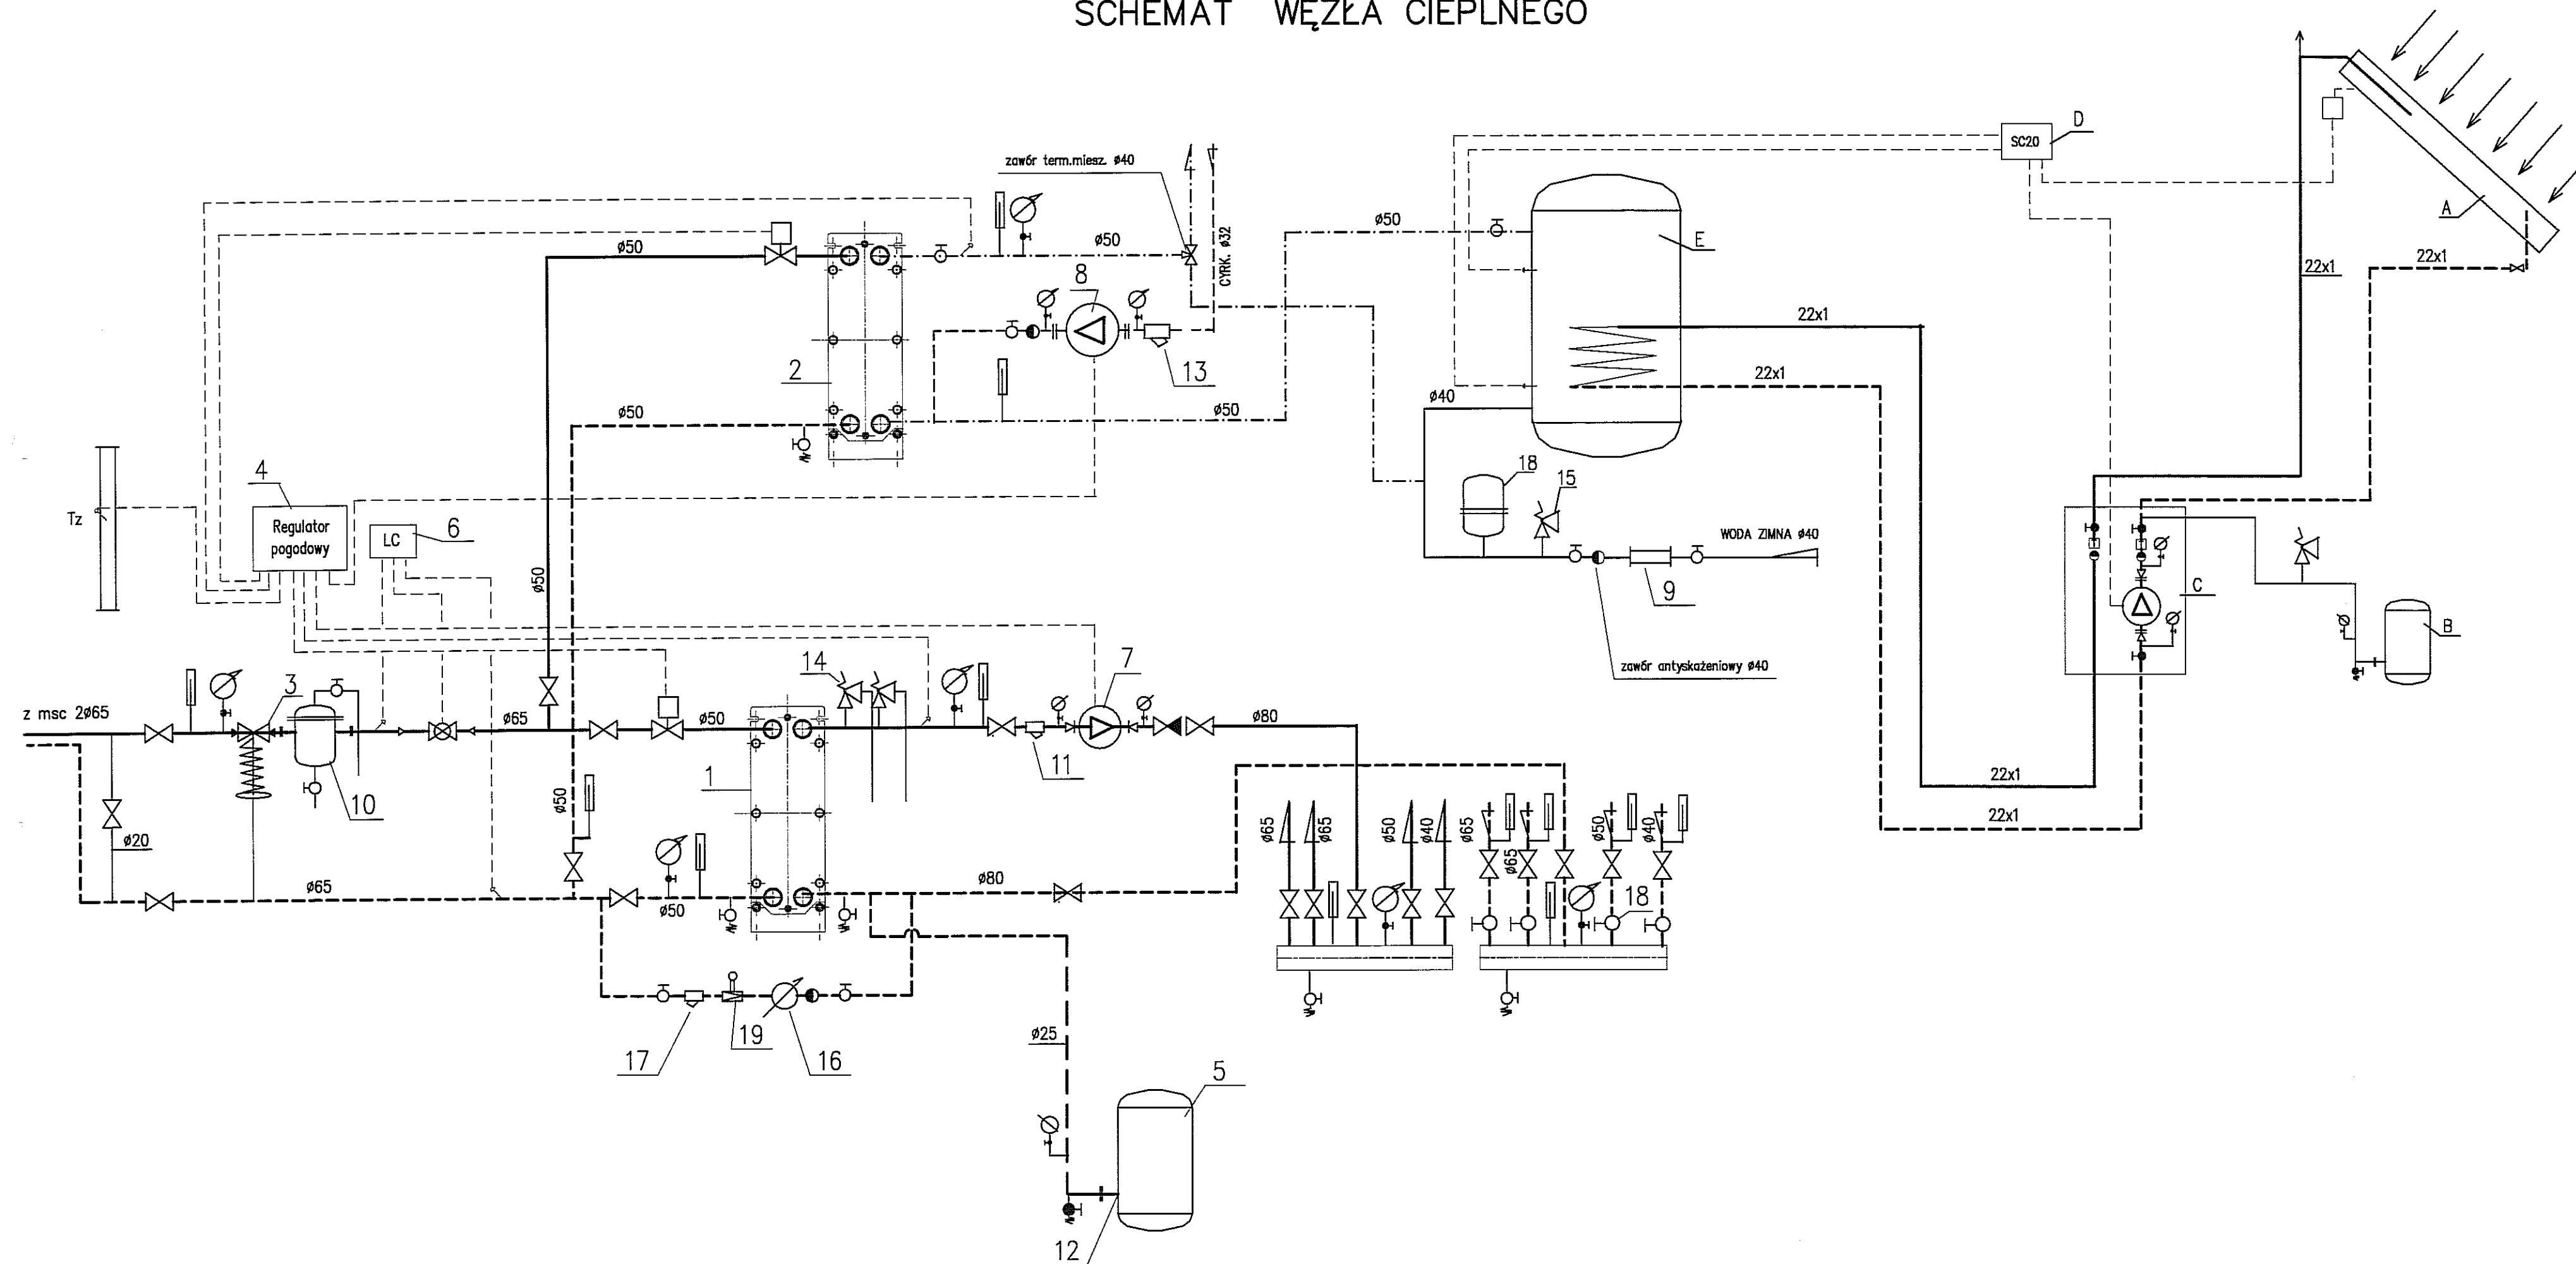 SCHEMAT WĘZŁA CIEPLNEGO
zawór term.miesz. ø40
SC20
D
A
22x1
22x1
ø50
ø50
CYRK. ø32
ø50
E
8
2
13
22x1
22x1
ø50
ø50
ø40
4
Tz
Regulator
pogodowy
LC
6
18
15
WODA ZIMNA ø40
9
zawór antyskażeniowy ø40
C
B
ø50
z msc 2ø65
3
10
ø65
ø50
14
7
ø80
11
1
ø20
ø65
ø50
ø50
ø80
ø65
ø65
ø50
ø40
ø65
ø65
ø50
ø40
18
22x1
22x1
17
19
16
ø25
5
12